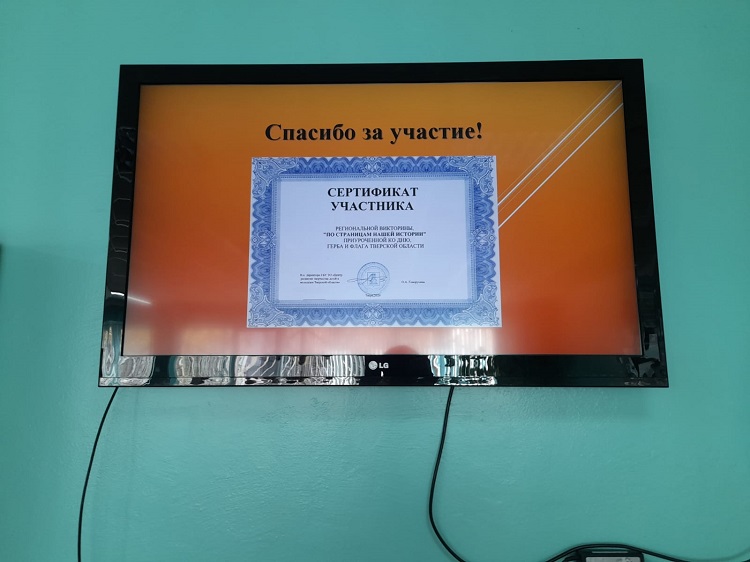 Спасибо за участие!
СЕРТИФИКАТ
УЧАСТНИКА
РЕГИОНАЛЬНОЙ ВИКТОРИНЫ,
"ПО СТРАНИЦАМ НАШЕЙ ИСТОРИИ"
ПРИУРОЧЕННОЙ КО ДНЮ,
ГЕРБА И ФЛАГА ТВЕРСКОЙ ОБЛАСТИ
LG